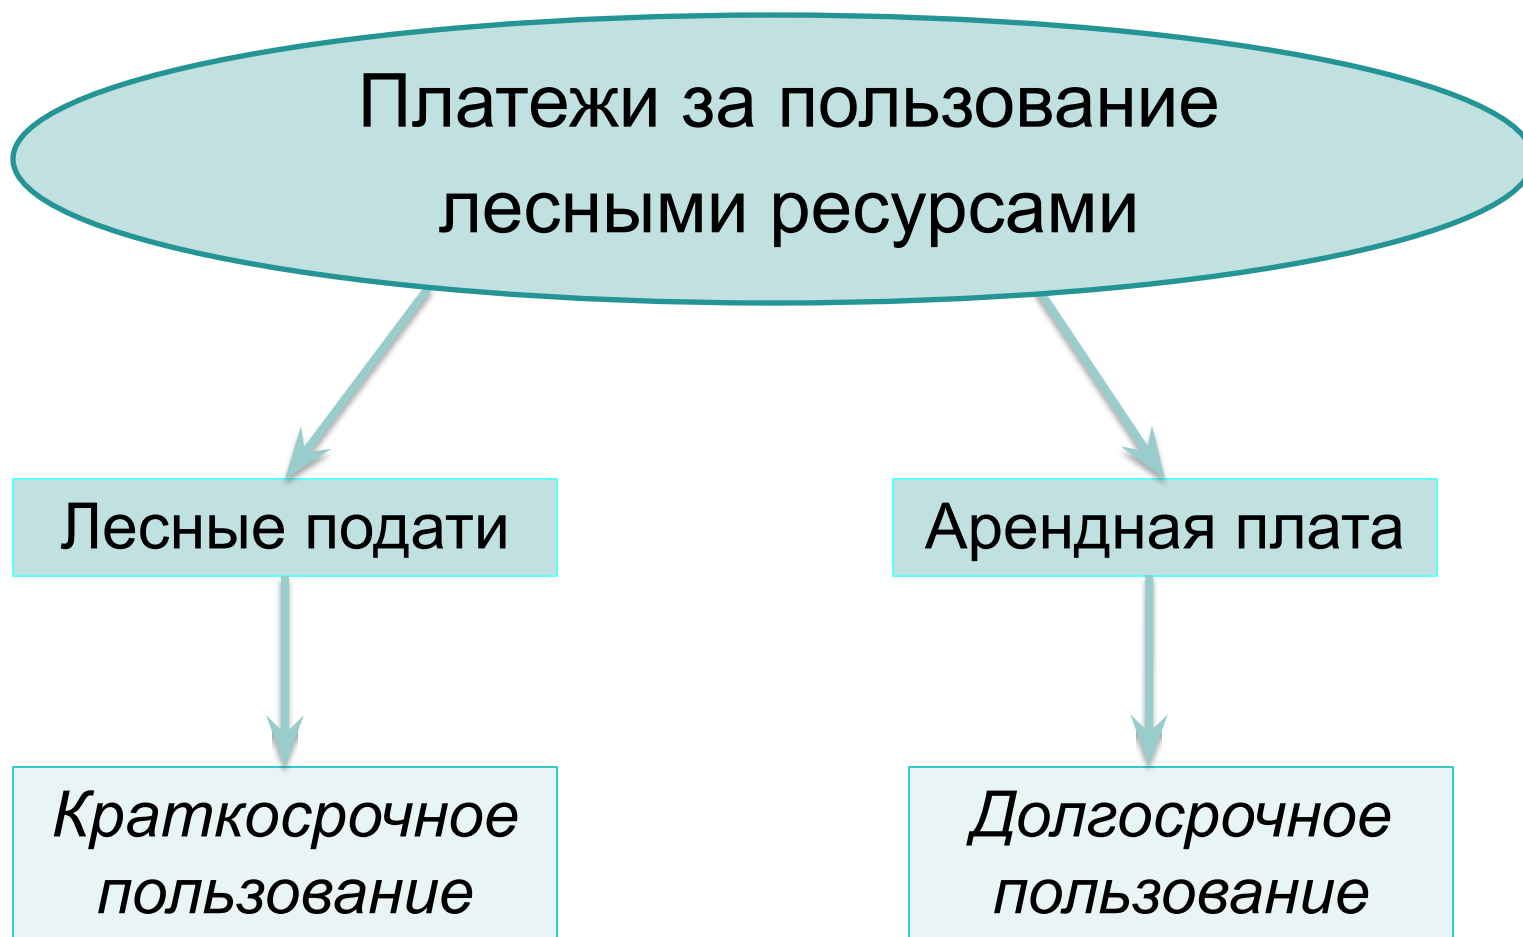 Платежи за пользование
лесными ресурсами
Лесные подати
Арендная плата
Краткосрочное
пользование
Долгосрочное
пользование